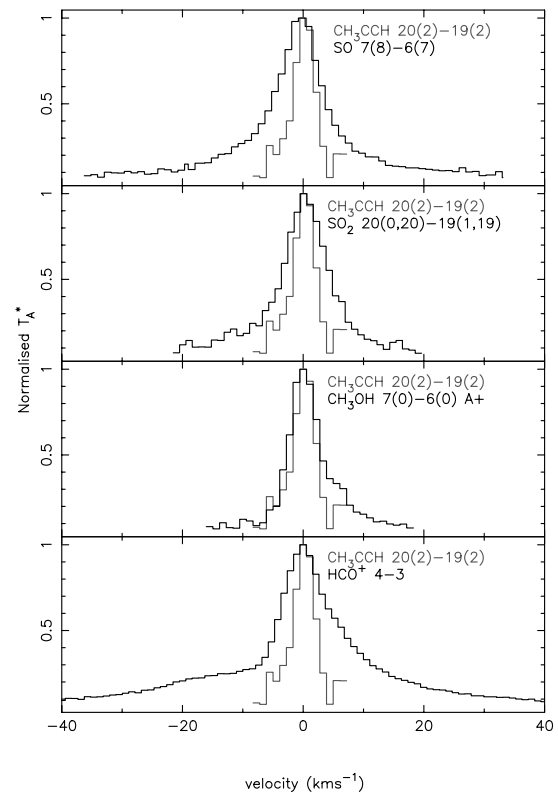 CH₃CCH 20(2)−19(2)
SO 7(8)−6(7)
1
0.5
CH₃CCH 20(2)−19(2)
SO₂ 20(0,20)−19(1,19)
1
0.5
CH₃CCH 20(2)−19(2)
CH₃OH 7(0)−6(0) A+
1
0.5
CH₃CCH 20(2)−19(2)
HCO⁺ 4−3
1
0.5
Normalised T_A*
−40 −20 0 20 40
velocity (kms⁻¹)